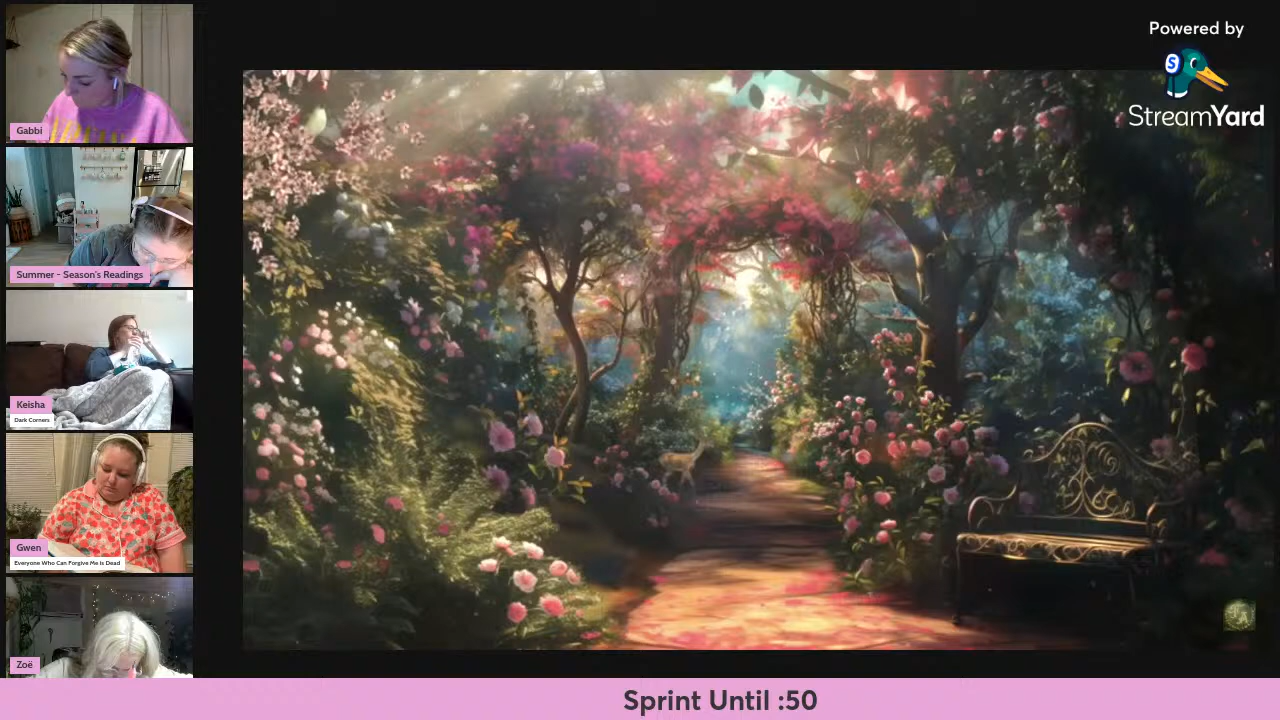 Powered by
S
StreamYard
Gabbi
Summer - Season's Readings
Keisha
Dark Corners
Gwen
Everyone Who Can Forgive Me Is Dead
Zoë
Sprint Until :50